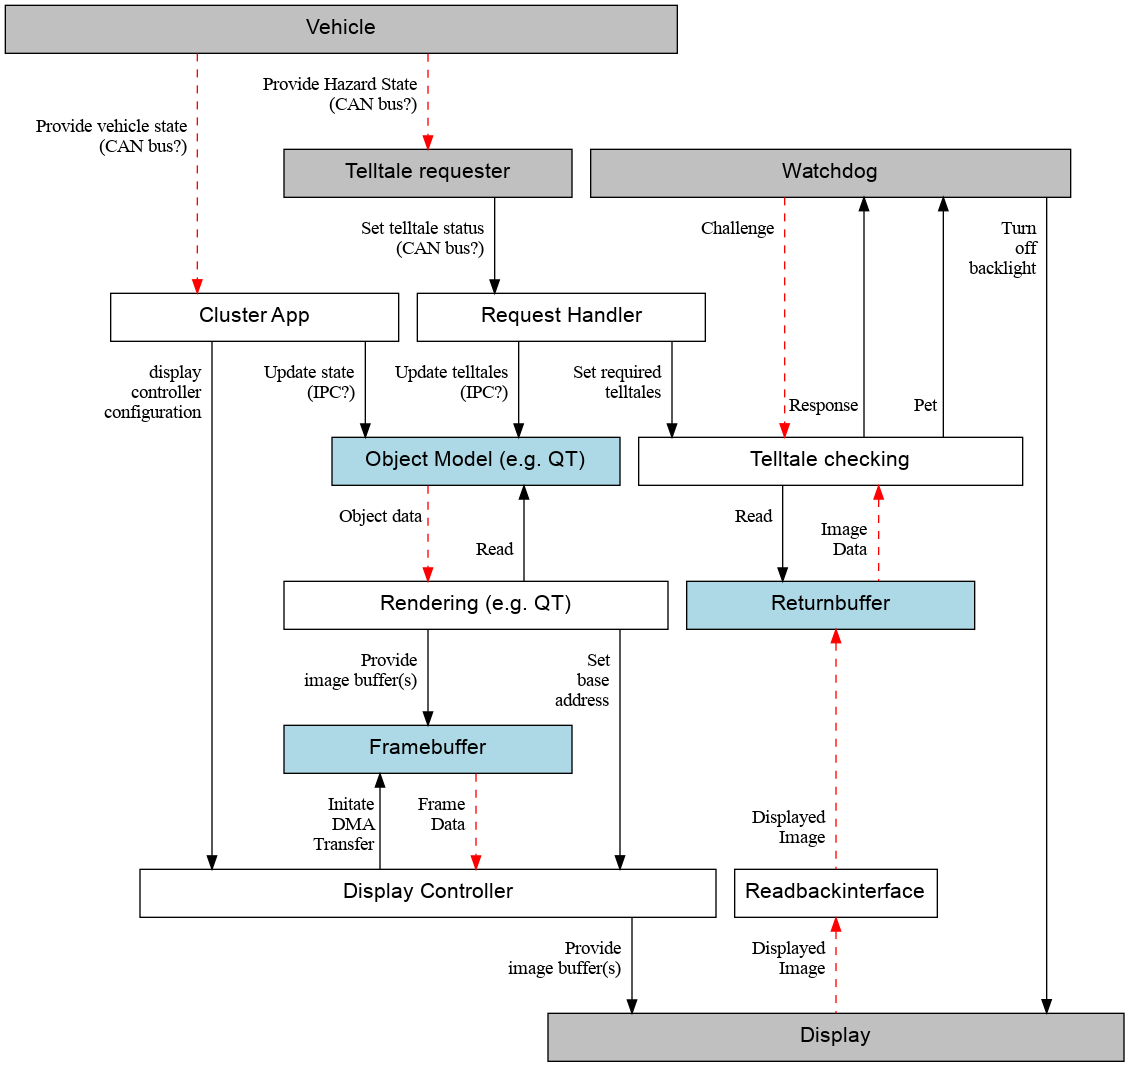 Vehicle
Provide Hazard State
(CAN bus?)
Provide vehicle state
(CAN bus?)
Telltale requester
Watchdog
Set telltale status
(CAN bus?)
Challenge
Turn
off
backlight
Cluster App
Request Handler
display
controller
configuration
Update state
(IPC?)
Update telltales
(IPC?)
Set required
telltales
Response
Pet
Object Model (e.g. QT)
Telltale checking
Object data
Read
Read
Image
Data
Rendering (e.g. QT)
Returnbuffer
Provide
image buffer(s)
Set
base
address
Framebuffer
Initate
DMA
Transfer
Frame
Data
Displayed
Image
Display Controller
Readbackinterface
Provide
image buffer(s)
Displayed
Image
Display